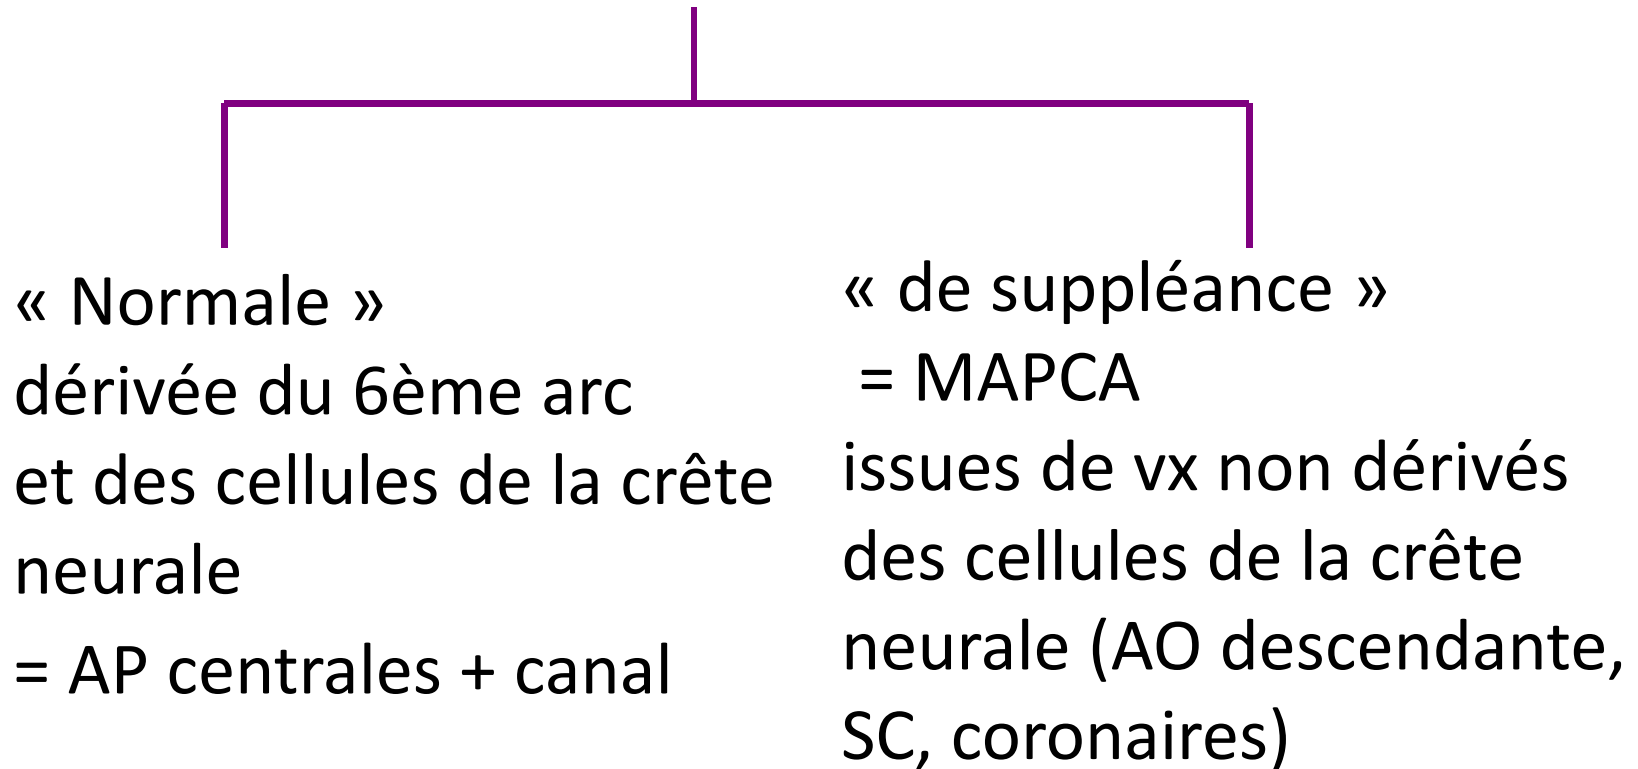 « Normale »
dérivée du 6ème arc
et des cellules de la crête
neurale
= AP centrales + canal
« de suppléance »
= MAPCA
issues de vx non dérivés
des cellules de la crête
neurale (AO descendante,
SC, coronaires)